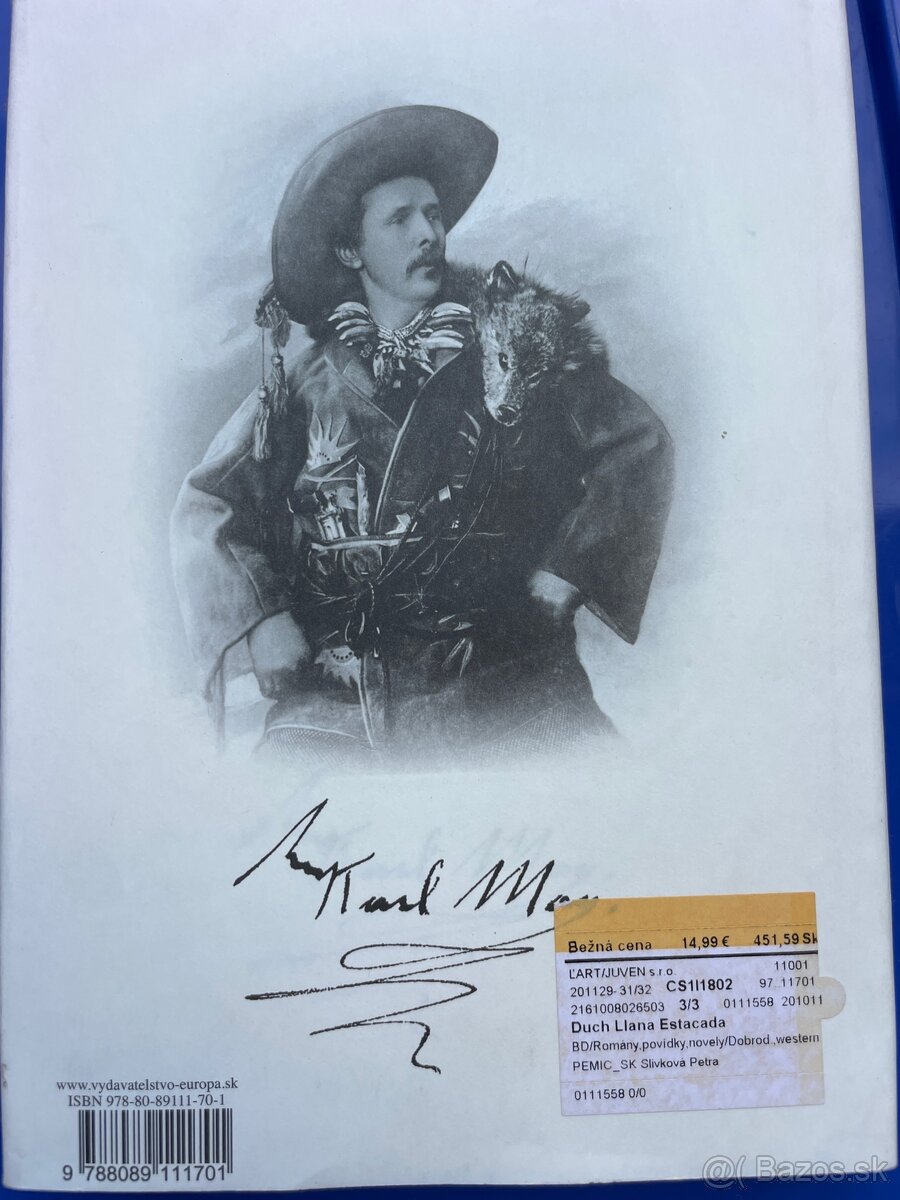 Karl May.
Bežná cena 14,99 € 451,59 Sk
ĽART/JUVEN s.r.o. 11001
201129- 31/32 CS1I1802 97 11701
2161008026503 3/3 0111558 201011
Duch Llana Estacada
BD/Romány,povídky,novely/Dobrod.,western
PEMIC_SK Slivková Petra
0111558 0/0
www.vydavatelstvo-europa.sk
ISBN 978-80-89111-70-1
9 788089 111701
Bazos.sk